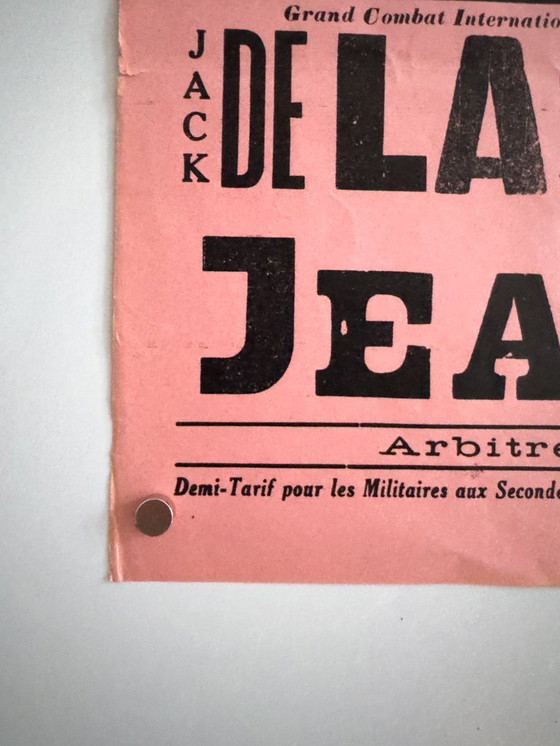 Grand Combat Internatio
JACK DE LA
JEA
Arbitre
Demi-Tarif pour les Militaires aux Seconde